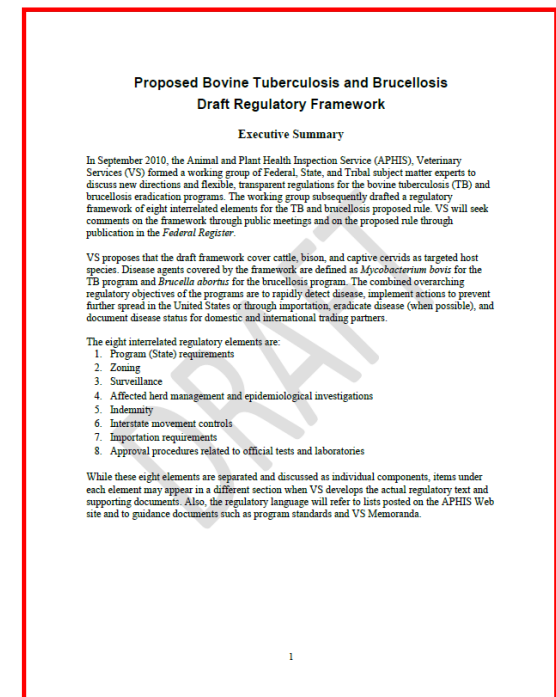 Proposed Bovine Tuberculosis and Brucellosis
Draft Regulatory Framework
Executive Summary
In September 2010, the Animal and Plant Health Inspection Service (APHIS), Veterinary
Services (VS) formed a working group of Federal, State, and Tribal subject matter experts to
discuss new directions and flexible, transparent regulations for the bovine tuberculosis (TB) and
brucellosis eradication programs. The working group subsequently drafted a regulatory
framework of eight interrelated elements for the TB and brucellosis proposed rule. VS will seek
comments on the framework through public meetings and on the proposed rule through
publication in the Federal Register.
VS proposes that the draft framework cover cattle, bison, and captive cervids as targeted host
species. Disease agents covered by the framework are defined as Mycobacterium bovis for the
TB program and Brucella abortus for the brucellosis program. The combined overarching
regulatory objectives of the programs are to rapidly detect disease, implement actions to prevent
further spread in the United States or through importation, eradicate disease (when possible), and
document disease status for domestic and international trading partners.
The eight interrelated regulatory elements are:
1. Program (State) requirements
2. Zoning
3. Surveillance
4. Affected herd management and epidemiological investigations
5. Indemnity
6. Interstate movement controls
7. Importation requirements
8. Approval procedures related to official tests and laboratories
While these eight elements are separated and discussed as individual components, items under
each element may appear in a different section when VS develops the actual regulatory text and
supporting documents. Also, the regulatory language will refer to lists posted on the APHIS Web
site and to guidance documents such as program standards and VS Memoranda.
DRAFT
1